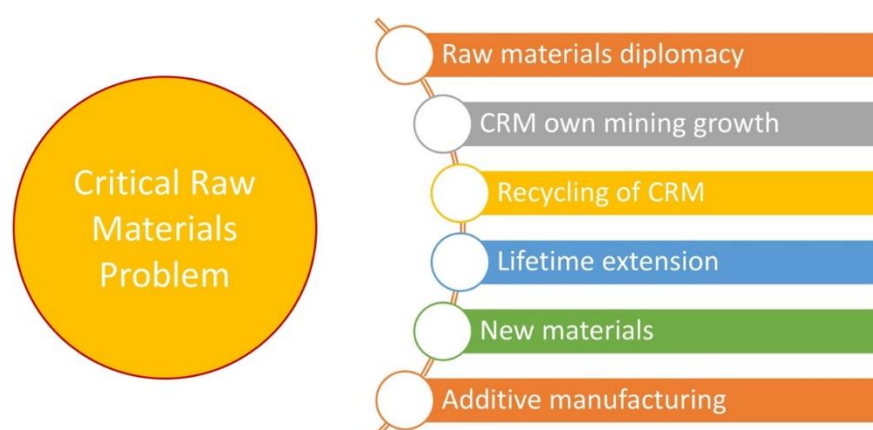 Critical Raw
Materials
Problem
Raw materials diplomacy
CRM own mining growth
Recycling of CRM
Lifetime extension
New materials
Additive manufacturing